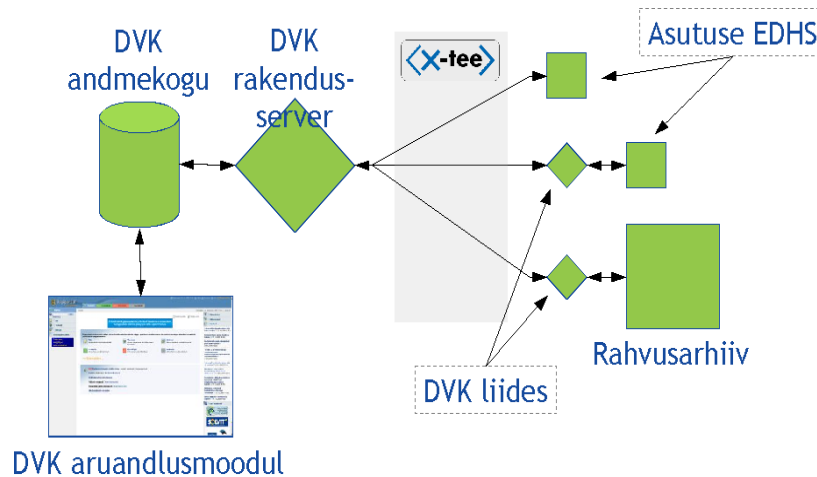 DVK
andmekogu
DVK
rakendus-
server
x-tee
Asutuse EDHS
DVK liides
Rahvusarhiiv
DVK aruandlusmoodul